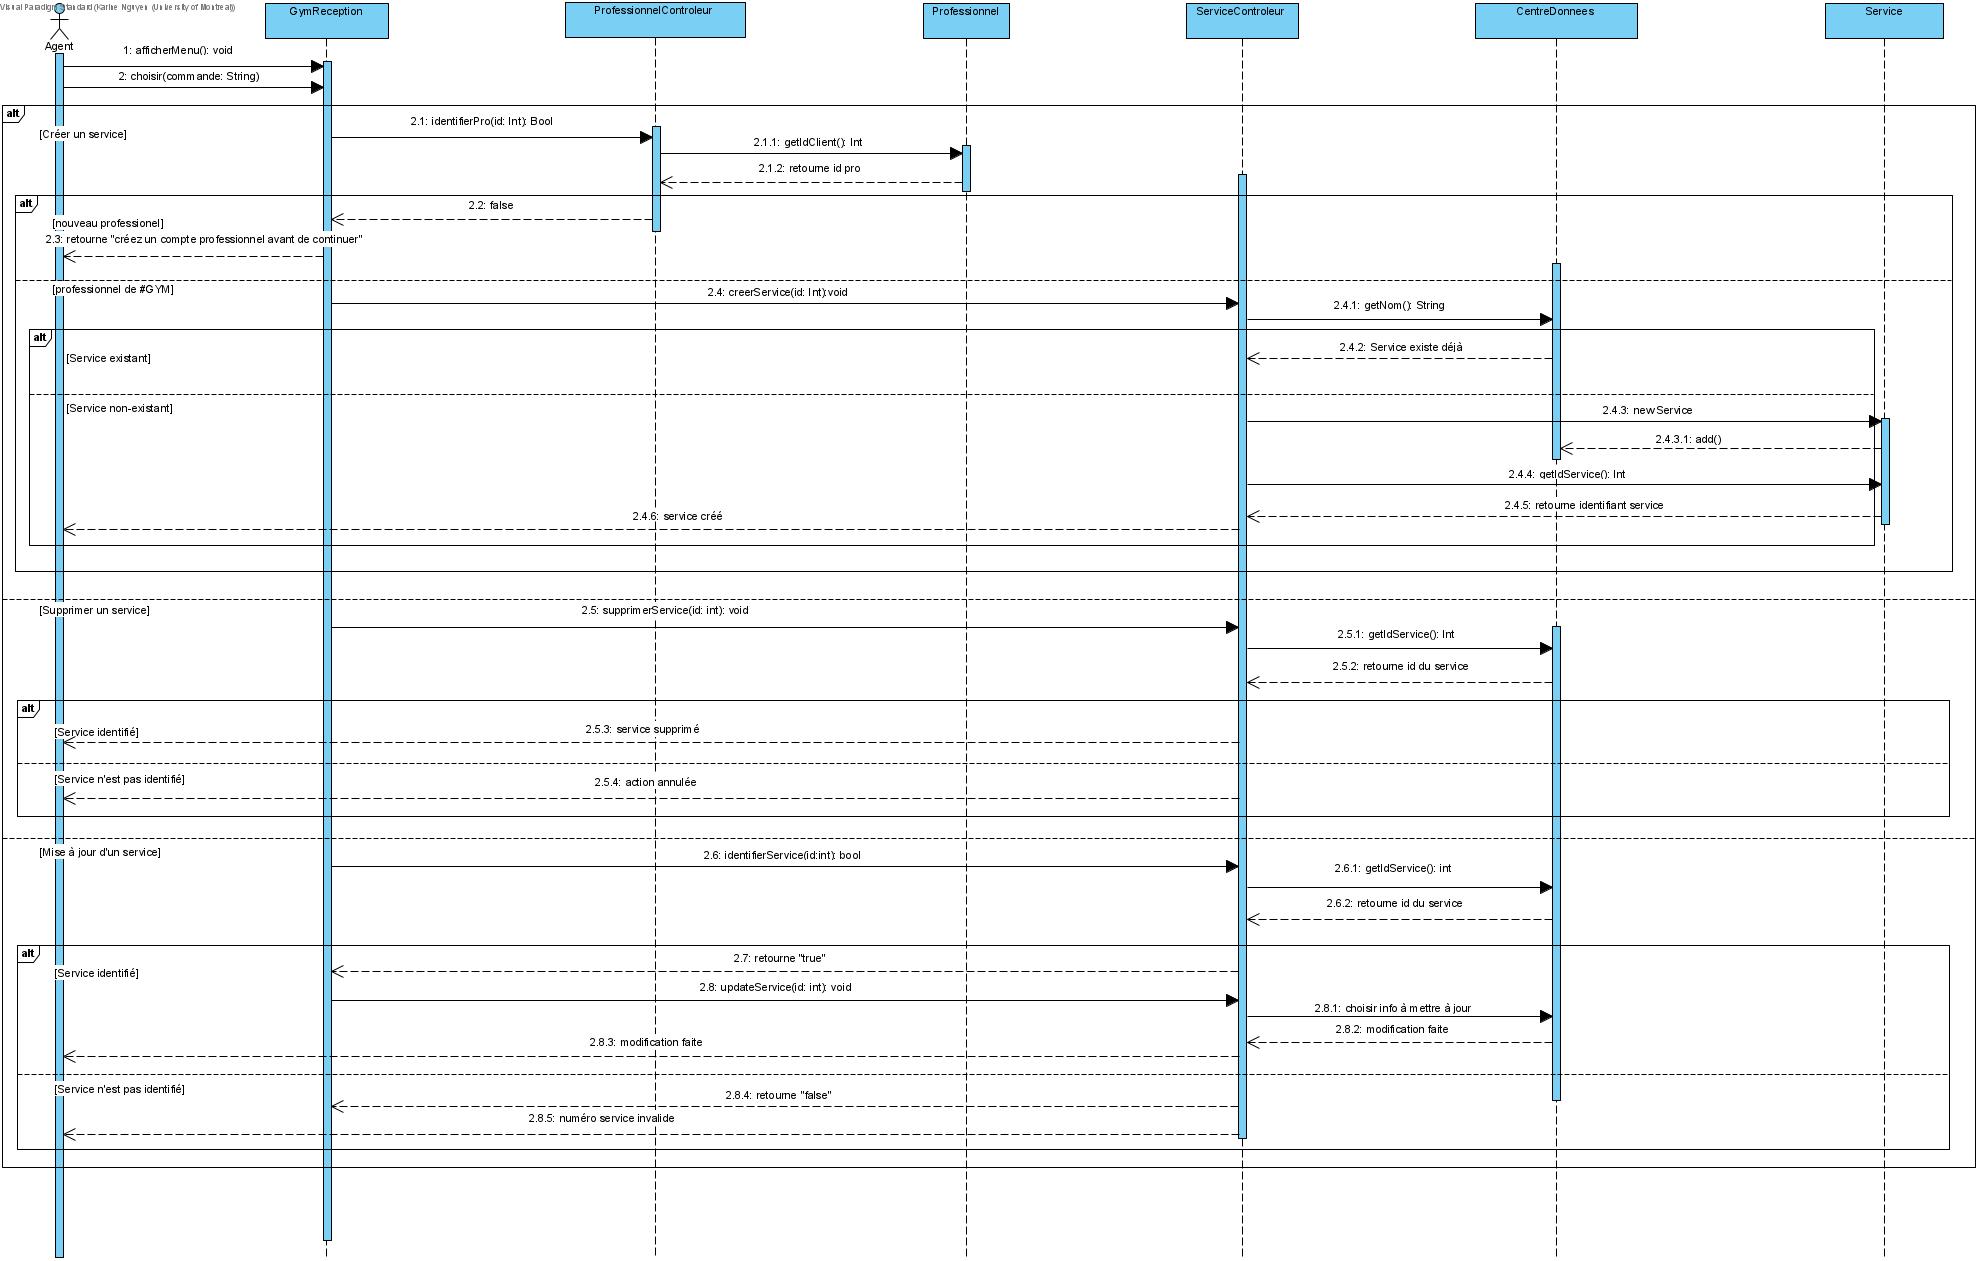 Visual Paradigm Standard (Karine Nguyen (University of Montreal))
Agent
GymReception
ProfessionnelControleur
Professionnel
ServiceControleur
CentreDonnees
Service
1: afficherMenu(): void
2: choisir(commande: String)
alt
[Créer un service]
2.1: identifierPro(id: Int): Bool
2.1.1: getIdClient(): Int
2.1.2: retourne id pro
alt
2.2: false
[nouveau professionel]
2.3: retourne "créez un compte professionnel avant de continuer"
[professionnel de #GYM]
2.4: creerService(id: Int):void
2.4.1: getNom(): String
alt
[Service existant]
2.4.2: Service existe déjà
[Service non-existant]
2.4.3: newService
2.4.3.1: add()
2.4.4: getIdService(): Int
2.4.5: retourne identifiant service
2.4.6: service créé
[Supprimer un service]
2.5: supprimerService(id: int): void
2.5.1: getIdService(): Int
2.5.2: retourne id du service
alt
[Service identifié]
2.5.3: service supprimé
[Service n'est pas identifié]
2.5.4: action annulée
[Mise à jour d'un service]
2.6: identifierService(id:int): bool
2.6.1: getIdService(): int
2.6.2: retourne id du service
alt
[Service identifié]
2.7: retourne "true"
2.8: updateService(id: int): void
2.8.1: choisir info à mettre à jour
2.8.2: modification faite
2.8.3: modification faite
[Service n'est pas identifié]
2.8.4: retourne "false"
2.8.5: numéro service invalide